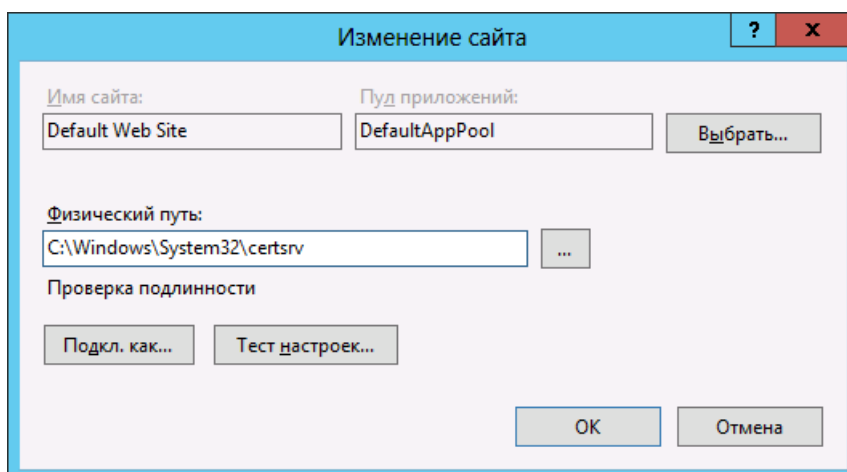 Изменение сайта
?
x
Имя сайта:
Пул приложений:
Default Web Site
DefaultAppPool
Выбрать...
Физический путь:
C:\Windows\System32\certsrv
...
Проверка подлинности
Подкл. как...
Тест настроек...
OK
Отмена